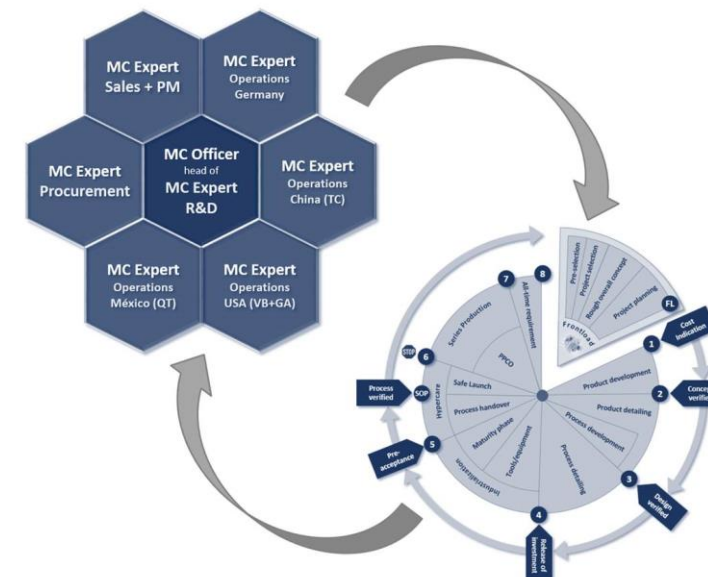 MC Expert
Sales + PM
MC Expert
Operations
Germany
MC Expert
Procurement
MC Officer
head of
MC Expert
R&D
MC Expert
Operations
China (TC)
MC Expert
Operations
México (QT)
MC Expert
Operations
USA (VB+GA)
Pre-selection
Project selection
Rough overall concept
Project planning
FL
Frontload
1
Cost
indication
Product development
2
Concept
verified
Product detailing
Process development
3
Design
verified
Process detailing
4
Release of
investment
Tools/equipment
Industrialization
Maturity phase
5
Pre-
acceptance
Process handover
SOP
Process
verified
Safe Launch
Hypercare
6
STOP
Series Production
PPCO
7
All-time requirement
8